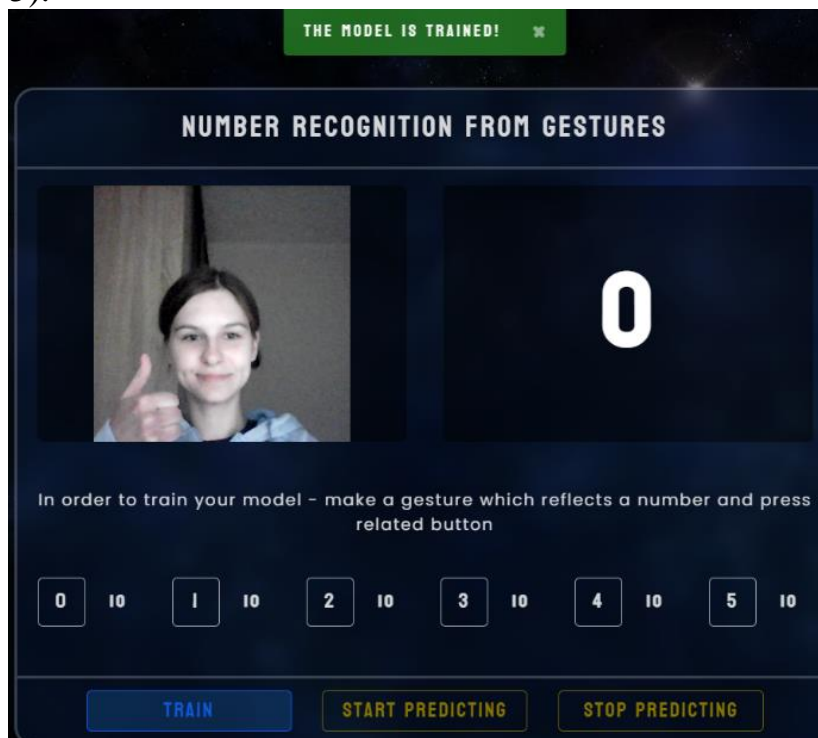 THE MODEL IS TRAINED! ×
NUMBER RECOGNITION FROM GESTURES
0
In order to train your model - make a gesture which reflects a number and press
related button
0 10 1 10 2 10 3 10 4 10 5 10
TRAIN START PREDICTING STOP PREDICTING